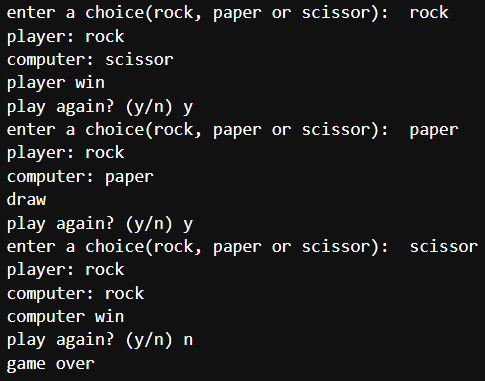 enter a choice(rock, paper or scissor):  rock
player: rock
computer: scissor
player win
play again? (y/n) y
enter a choice(rock, paper or scissor):  paper
player: rock
computer: paper
draw
play again? (y/n) y
enter a choice(rock, paper or scissor):  scissor
player: rock
computer: rock
computer win
play again? (y/n) n
game over